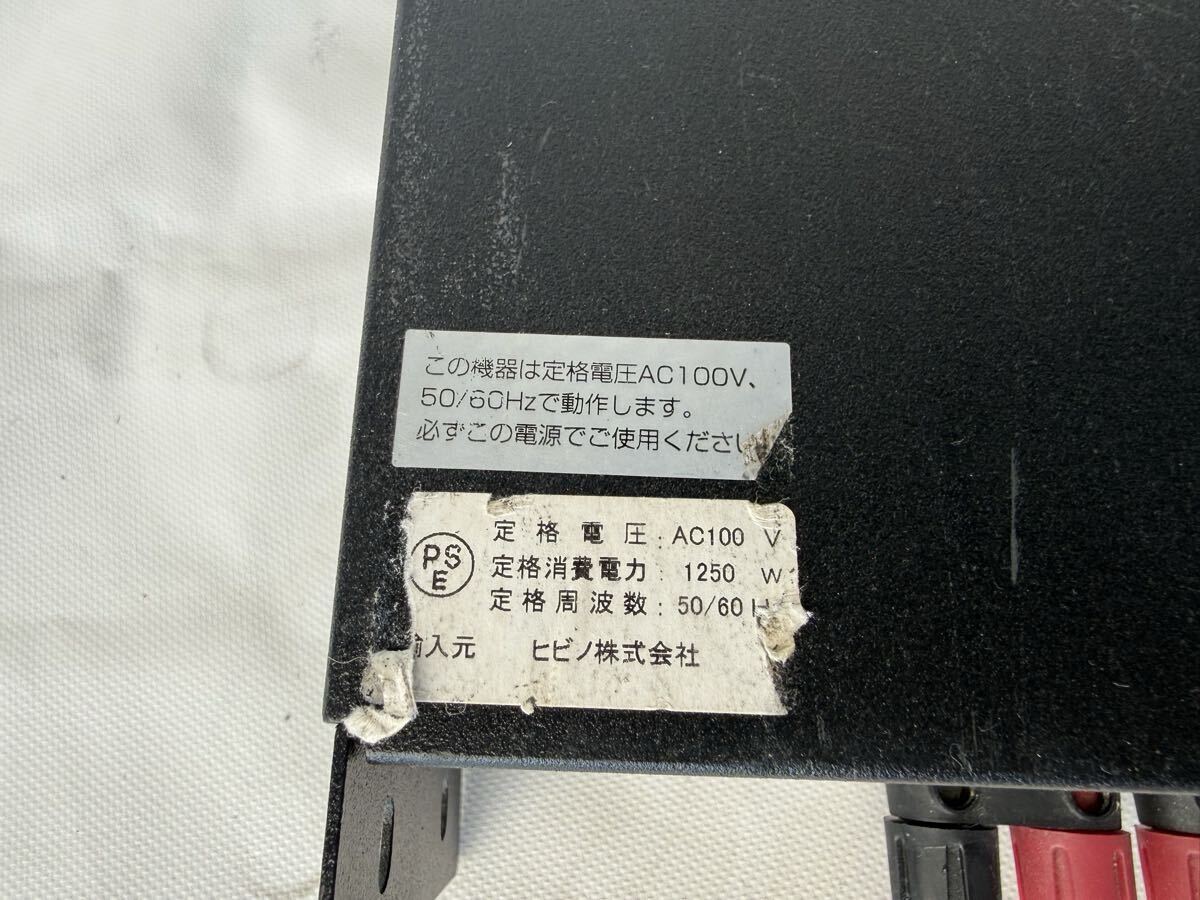 この機器は定格電圧AC100V、
50/60Hzで動作します。
必ずこの電源でご使用ください
PSE
定格電圧: AC100 V
定格消費電力: 1250 W
定格周波数: 50/60 H
輸入元 ヒビノ株式会社